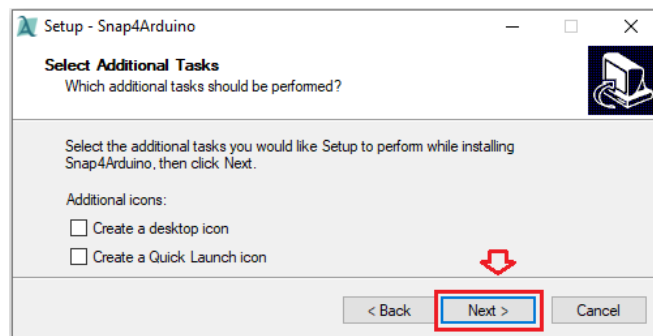 Setup - Snap4Arduino
Select Additional Tasks
Which additional tasks should be performed?
Select the additional tasks you would like Setup to perform while installing
Snap4Arduino, then click Next.
Additional icons:
Create a desktop icon
Create a Quick Launch icon
< Back Next > Cancel